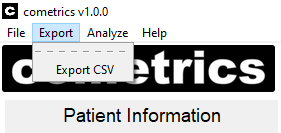 C cometrics v1.0.0
File Export Analyze Help
cometrics
Export CSV
Patient Information